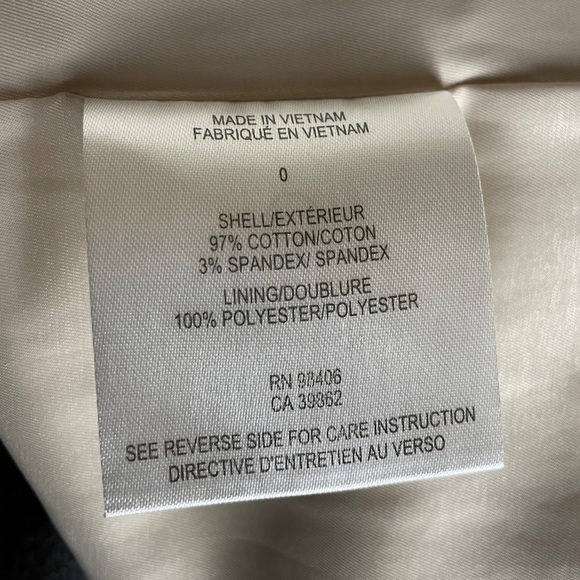 MADE IN VIETNAM
FABRIQUÉ EN VIETNAM
0
SHELL/EXTÉRIEUR
97% COTTON/COTON
3% SPANDEX/ SPANDEX
LINING/DOUBLURE
100% POLYESTER/POLYESTER
RN 98406
CA 39862
SEE REVERSE SIDE FOR CARE INSTRUCTION
DIRECTIVE D'ENTRETIEN AU VERSO